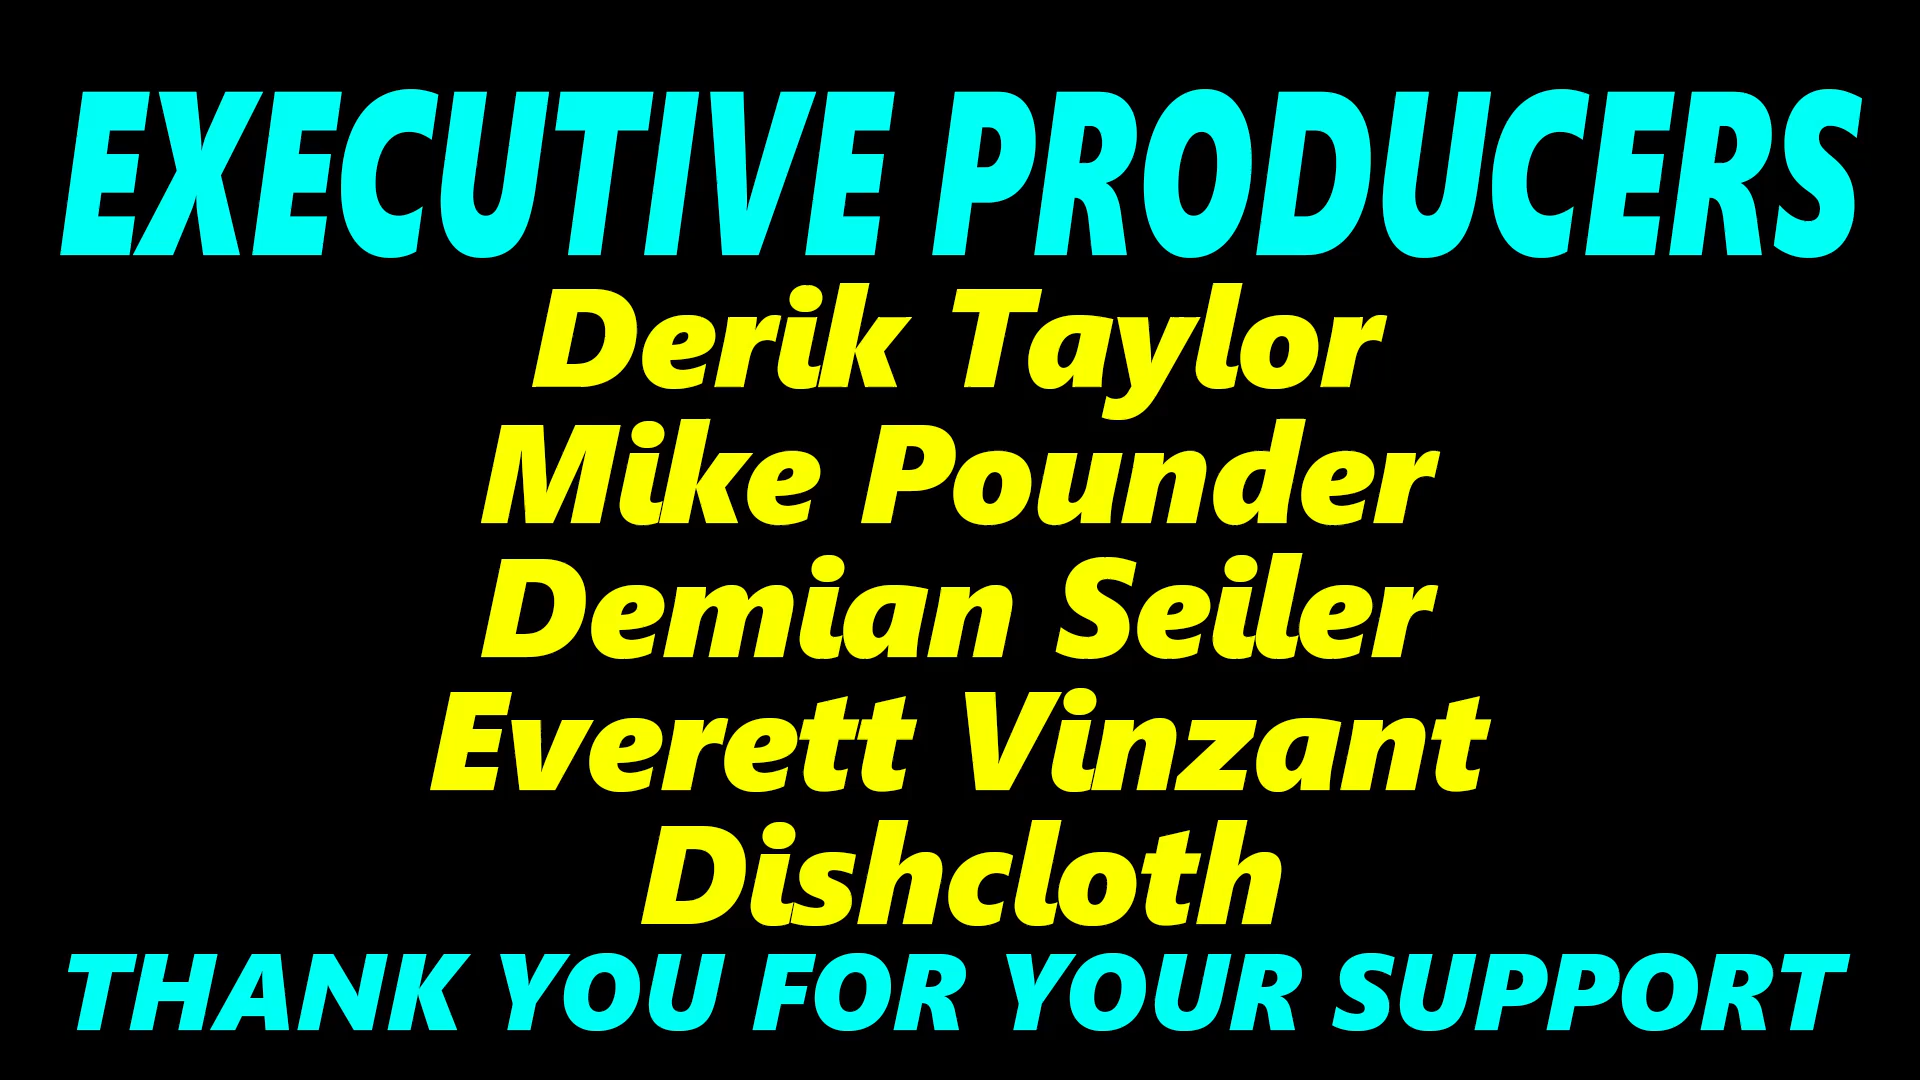 EXECUTIVE PRODUCERS
Derik Taylor
Mike Pounder
Demian Seiler
Everett Vinzant
Dishcloth
THANK YOU FOR YOUR SUPPORT